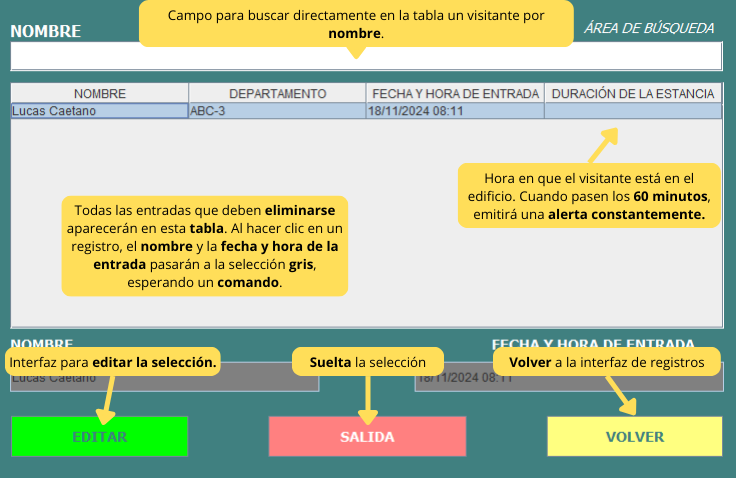 Campo para buscar directamente en la tabla un visitante por
nombre.
NOMBRE
ÁREA DE BÚSQUEDA
NOMBRE DEPARTAMENTO FECHA Y HORA DE ENTRADA DURACIÓN DE LA ESTANCIA
Lucas Caetano ABC-3 18/11/2024 08:11
Hora en que el visitante está en el
edificio. Cuando pasen los 60 minutos,
emitirá una alerta constantemente.
Todas las entradas que deben eliminarse
aparecerán en esta tabla. Al hacer clic en un
registro, el nombre y la fecha y hora de la
entrada pasarán a la selección gris,
esperando un comando.
NOMBRE FECHA Y HORA DE ENTRADA
Interfaz para editar la selección.
Suelta la selección
Volver a la interfaz de registros
Lucas Caetano 18/11/2024 08:11
EDITAR SALIDA VOLVER